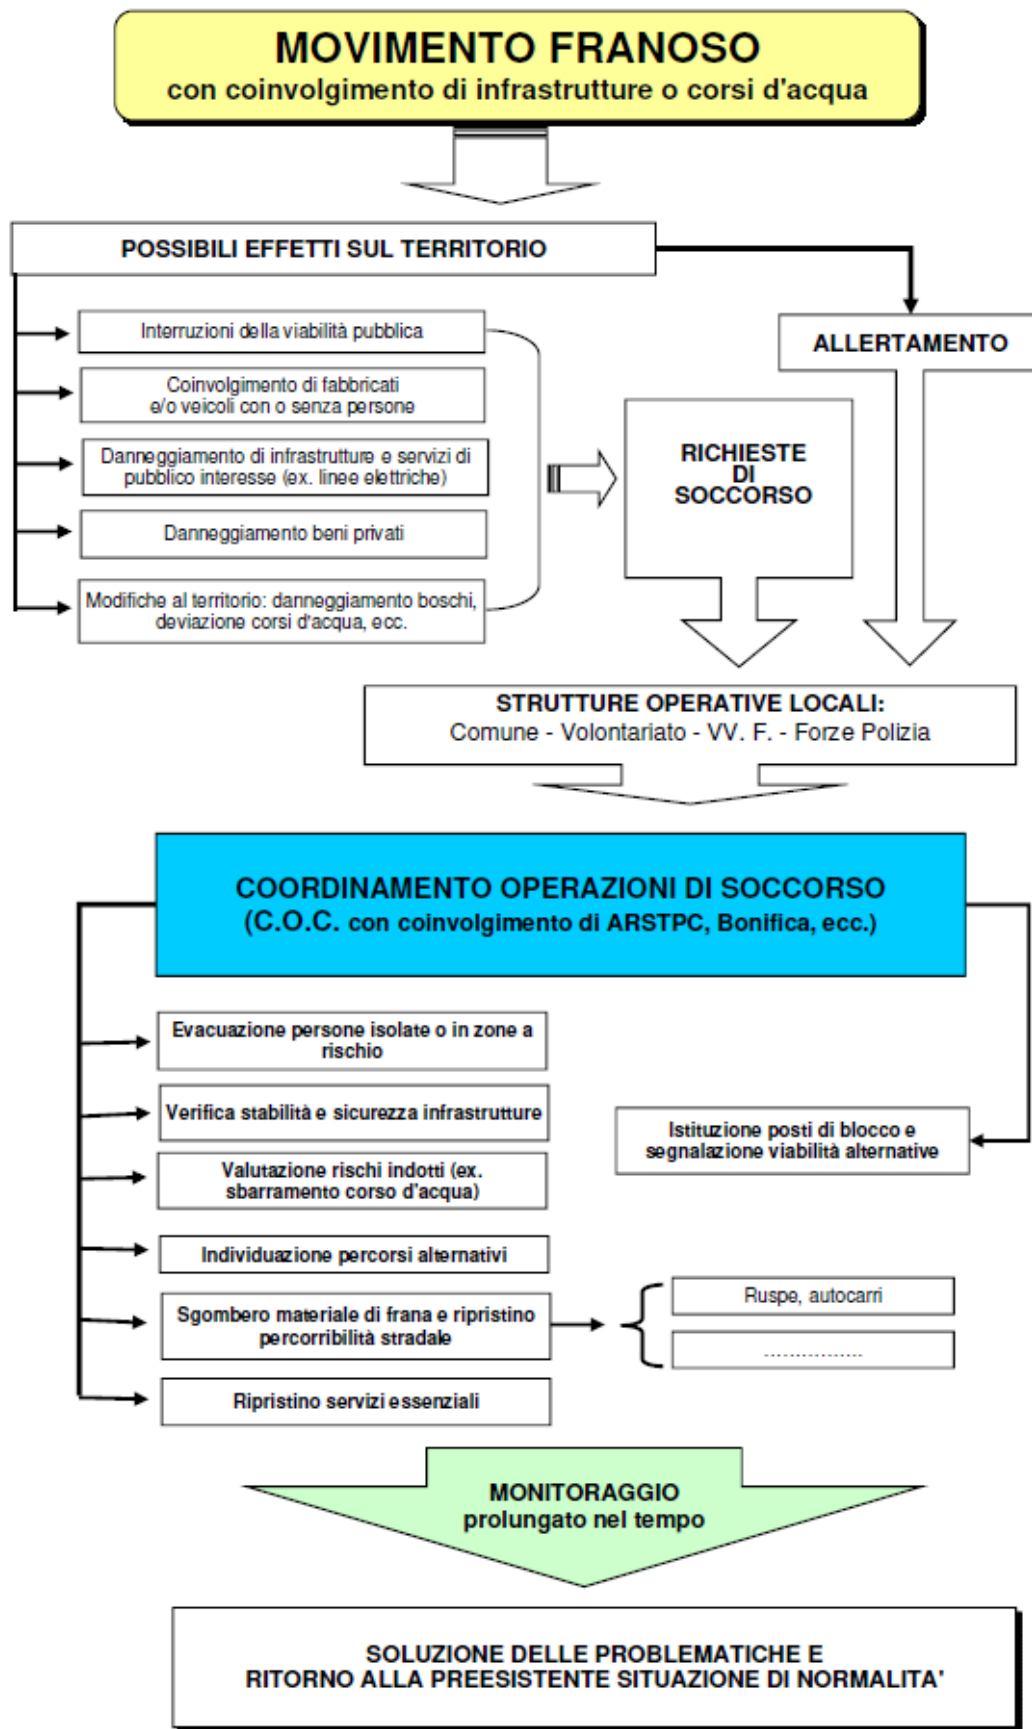 MOVIMENTO FRANOSO
con coinvolgimento di infrastrutture o corsi d'acqua
POSSIBILI EFFETTI SUL TERRITORIO
Interruzioni della viabilità pubblica
Coinvolgimento di fabbricati
e/o veicoli con o senza persone
Danneggiamento di infrastrutture e servizi di
pubblico interesse (ex. linee elettriche)
Danneggiamento beni privati
Modifiche al territorio: danneggiamento boschi,
deviazione corsi d'acqua, ecc.
ALLERTAMENTO
RICHIESTE
DI
SOCCORSO
STRUTTURE OPERATIVE LOCALI:
Comune - Volontariato - VV. F. - Forze Polizia
COORDINAMENTO OPERAZIONI DI SOCCORSO
(C.O.C. con coinvolgimento di ARSTPC, Bonifica, ecc.)
Evacuazione persone isolate o in zone a
rischio
Verifica stabilità e sicurezza infrastrutture
Valutazione rischi indotti (ex.
sbarramento corso d'acqua)
Individuazione percorsi alternativi
Sgombero materiale di frana e ripristino
percorribilità stradale
Ripristino servizi essenziali
Istituzione posti di blocco e
segnalazione viabilità alternative
Ruspe, autocarri
................
MONITORAGGIO
prolungato nel tempo
SOLUZIONE DELLE PROBLEMATICHE E
RITORNO ALLA PREESISTENTE SITUAZIONE DI NORMALITA'